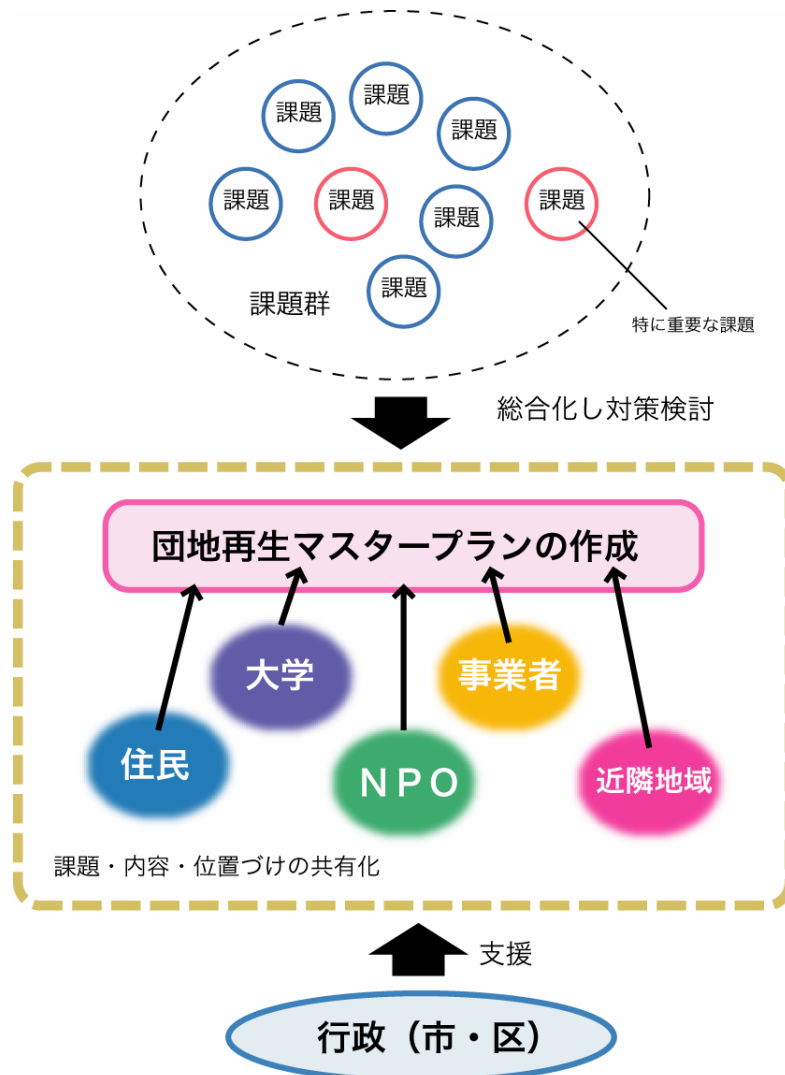 課題
課題
課題
課題
課題
課題
課題
課題
課題群
特に重要な課題
総合化し対策検討
団地再生マスタープランの作成
大学
事業者
住民
NPO
近隣地域
課題・内容・位置づけの共有化
支援
行政（市・区）